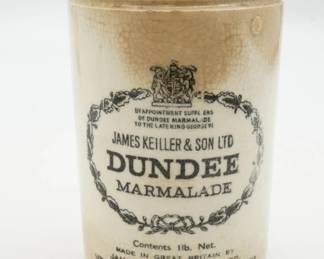 BY APPOINTMENT SUPPLIERS
OF DUNDEE MARMALADE
TO THE LATE KING GEORGE VI
JAMES KEILLER & SON LTD
DUNDEE
MARMALADE
Contents 1lb. Net.
MADE IN GREAT BRITAIN BY